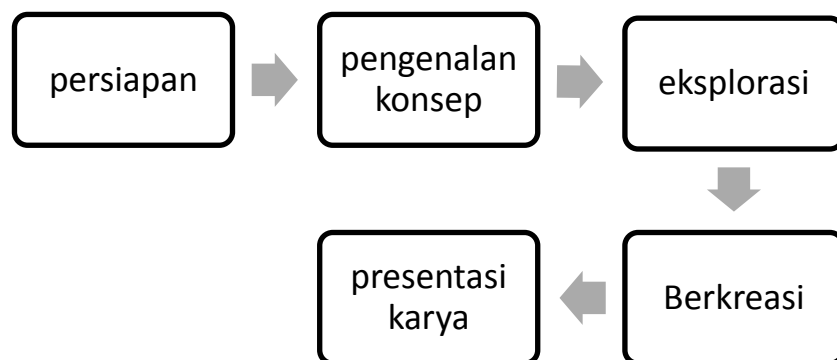 persiapan
pengenalan
konsep
eksplorasi
Berkreasi
presentasi
karya